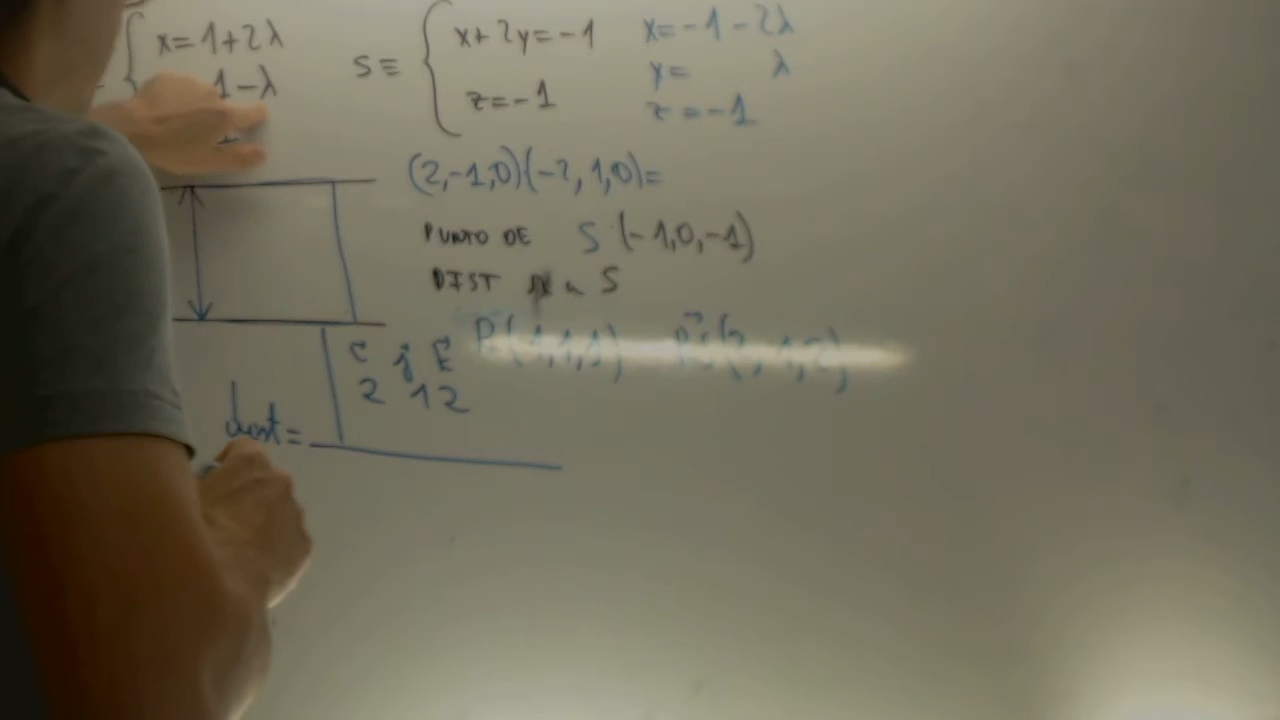 x=1+2λ
1-λ
S≡ x+2y=-1
z=-1
x=-1-2λ
y= λ
z=-1
(2,-1,0)(-2,1,0)=
PUNTO DE S (-1,0,-1)
DIST a S
2 1 2